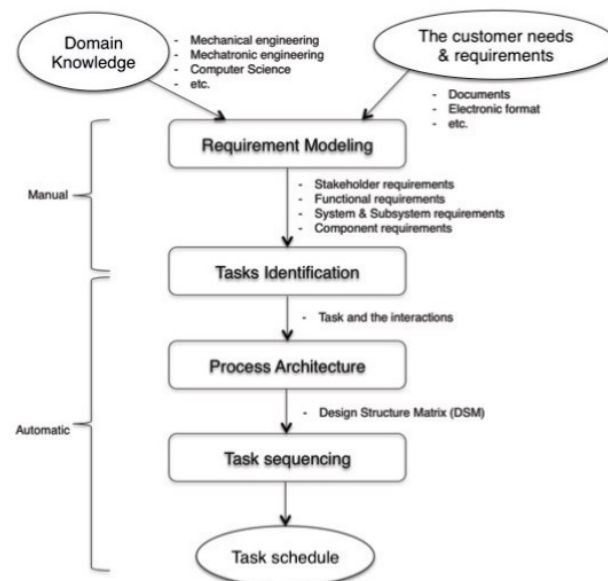 Domain
Knowledge
- Mechanical engineering
- Mechatronic engineering
- Computer Science
- etc.
The customer needs
& requirements
- Documents
- Electronic format
- etc.
Requirement Modeling
Manual
- Stakeholder requirements
- Functional requirements
- System & Subsystem requirements
- Component requirements
Tasks Identification
- Task and the interactions
Process Architecture
Automatic
- Design Structure Matrix (DSM)
Task sequencing
Task schedule